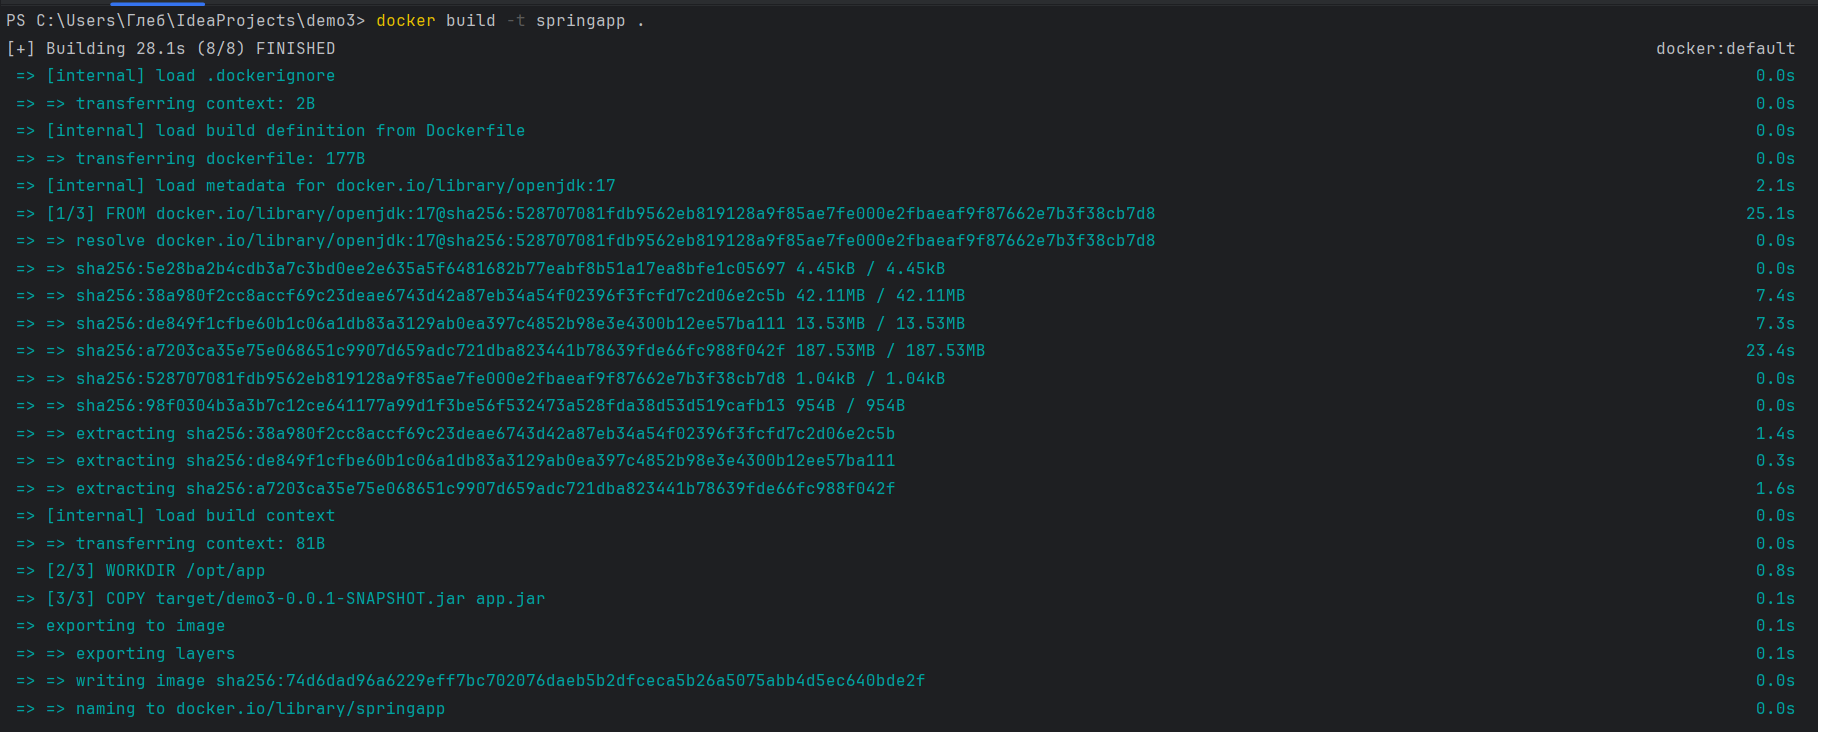 PS C:\Users\Глеб\IdeaProjects\demo3> docker build -t springapp .
[+] Building 28.1s (8/8) FINISHED docker:default
=> [internal] load .dockerignore 0.0s
=> => transferring context: 2B 0.0s
=> [internal] load build definition from Dockerfile 0.0s
=> => transferring dockerfile: 177B 0.0s
=> [internal] load metadata for docker.io/library/openjdk:17 2.1s
=> [1/3] FROM docker.io/library/openjdk:17@sha256:528707081fdb9562eb819128a9f85ae7fe000e2fbaeaf9f87662e7b3f38cb7d8 25.1s
=> => resolve docker.io/library/openjdk:17@sha256:528707081fdb9562eb819128a9f85ae7fe000e2fbaeaf9f87662e7b3f38cb7d8 0.0s
=> => sha256:5e28ba2b4cdb3a7c3bd0ee2e635a5f6481682b77eabf8b51a17ea8bfe1c05697 4.45kB / 4.45kB 0.0s
=> => sha256:38a980f2cc8accf69c23deae6743d42a87eb34a54f02396f3fcfd7c2d06e2c5b 42.11MB / 42.11MB 7.4s
=> => sha256:de849f1cfbe60b1c06a1db83a3129ab0ea397c4852b98e3e4300b12ee57ba111 13.53MB / 13.53MB 7.3s
=> => sha256:a7203ca35e75e068651c9907d659adc721dba823441b78639fde66fc988f042f 187.53MB / 187.53MB 23.4s
=> => sha256:528707081fdb9562eb819128a9f85ae7fe000e2fbaeaf9f87662e7b3f38cb7d8 1.04kB / 1.04kB 0.0s
=> => sha256:98f0304b3a3b7c12ce641177a99d1f3be56f532473a528fda38d53d519cafb13 954B / 954B 0.0s
=> => extracting sha256:38a980f2cc8accf69c23deae6743d42a87eb34a54f02396f3fcfd7c2d06e2c5b 1.4s
=> => extracting sha256:de849f1cfbe60b1c06a1db83a3129ab0ea397c4852b98e3e4300b12ee57ba111 0.3s
=> => extracting sha256:a7203ca35e75e068651c9907d659adc721dba823441b78639fde66fc988f042f 1.6s
=> [internal] load build context 0.0s
=> => transferring context: 81B 0.0s
=> [2/3] WORKDIR /opt/app 0.8s
=> [3/3] COPY target/demo3-0.0.1-SNAPSHOT.jar app.jar 0.1s
=> exporting to image 0.1s
=> => exporting layers 0.1s
=> => writing image sha256:74d6dad96a6229eff7bc702076daeb5b2dfceca5b26a5075abb4d5ec640bde2f 0.0s
=> => naming to docker.io/library/springapp 0.0s